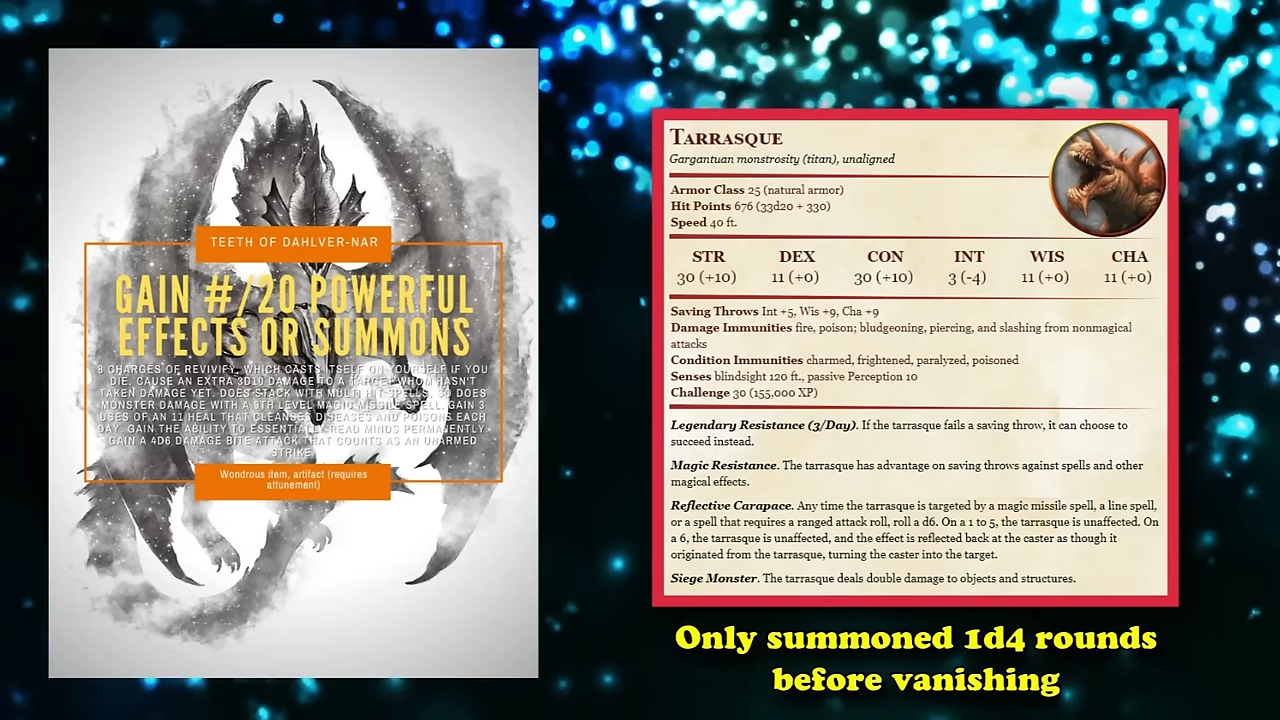 TEETH OF DAHLVER-NAR
GAIN #/20 POWERFUL
EFFECTS OR SUMMONS
8 CHARGES OF REVIVIFY, WHICH CASTS ITSELF ON YOURSELF IF YOU
DIE. CAUSE AN EXTRA 3D10 DAMAGE TO A TARGET WHOM HASN'T
TAKEN DAMAGE YET. DOES STACK WITH MULTI HIT SPELLS, SO DOES
MONSTER DAMAGE WITH A 9TH LEVEL MAGIC MISSILE SPELL. GAIN 3
USES OF AN 11 HEAL THAT CLEANSES DISEASES AND POISONS EACH
DAY. GAIN THE ABILITY TO ESSENTIALLY READ MINDS PERMANENTLY.
GAIN A 4D6 DAMAGE BITE ATTACK THAT COUNTS AS AN UNARMED
STRIKE
Wondrous item, artifact (requires
attunement)
TARRASQUE
Gargantuan monstrosity (titan), unaligned
Armor Class 25 (natural armor)
Hit Points 676 (33d20 + 330)
Speed 40 ft.
STR DEX CON INT WIS CHA
30 (+10) 11 (+0) 30 (+10) 3 (-4) 11 (+0) 11 (+0)
Saving Throws Int +5, Wis +9, Cha +9
Damage Immunities fire, poison; bludgeoning, piercing, and slashing from nonmagical
attacks
Condition Immunities charmed, frightened, paralyzed, poisoned
Senses blindsight 120 ft., passive Perception 10
Challenge 30 (155,000 XP)
Legendary Resistance (3/Day). If the tarrasque fails a saving throw, it can choose to
succeed instead.
Magic Resistance. The tarrasque has advantage on saving throws against spells and other
magical effects.
Reflective Carapace. Any time the tarrasque is targeted by a magic missile spell, a line spell,
or a spell that requires a ranged attack roll, roll a d6. On a 1 to 5, the tarrasque is unaffected. On
a 6, the tarrasque is unaffected, and the effect is reflected back at the caster as though it
originated from the tarrasque, turning the caster into the target.
Siege Monster. The tarrasque deals double damage to objects and structures.
Only summoned 1d4 rounds
before vanishing